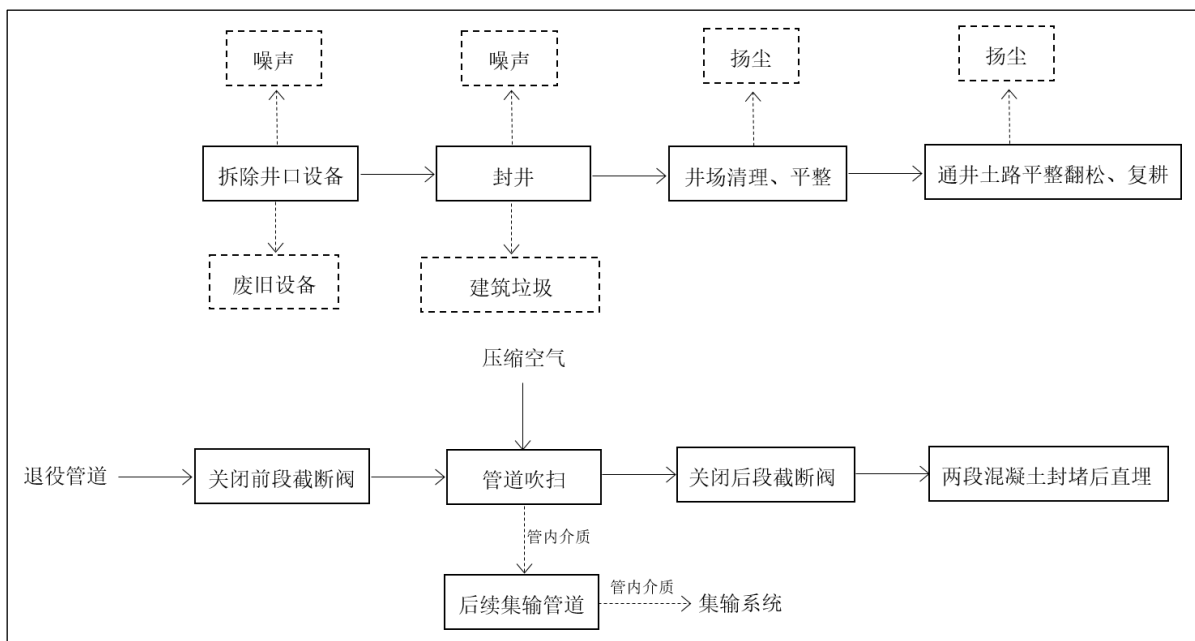 噪声
噪声
扬尘
扬尘
拆除井口设备
封井
井场清理、平整
通井土路平整翻松、复耕
废旧设备
建筑垃圾
压缩空气
退役管道
关闭前段截断阀
管道吹扫
关闭后段截断阀
两段混凝土封堵后直埋
管内介质
后续集输管道
管内介质
集输系统